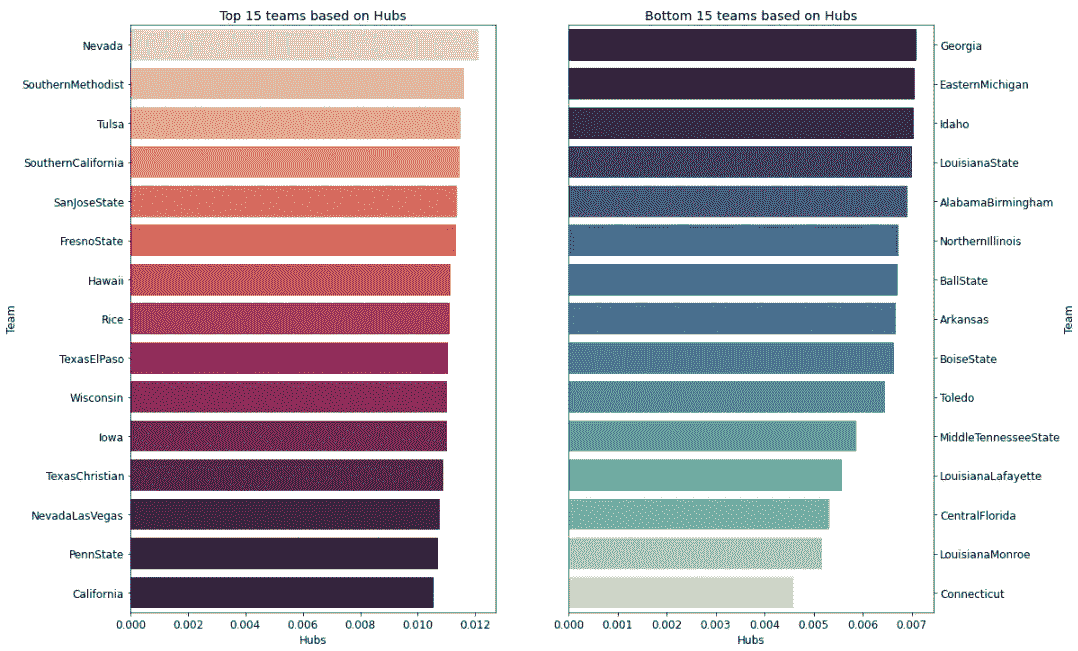 Top 15 teams based on Hubs
Team
Nevada
SouthernMethodist
Tulsa
SouthernCalifornia
SanJoseState
FresnoState
Hawaii
Rice
TexasElPaso
Wisconsin
Iowa
TexasChristian
NevadaLasVegas
PennState
California
0.000 0.002 0.004 0.006 0.008 0.010 0.012
Hubs
Bottom 15 teams based on Hubs
Georgia
EasternMichigan
Idaho
LouisianaState
AlabamaBirmingham
NorthernIllinois
BallState
Arkansas
BoiseState
Toledo
MiddleTennesseeState
LouisianaLafayette
CentralFlorida
LouisianaMonroe
Connecticut
Team
0.000 0.001 0.002 0.003 0.004 0.005 0.006 0.007
Hubs